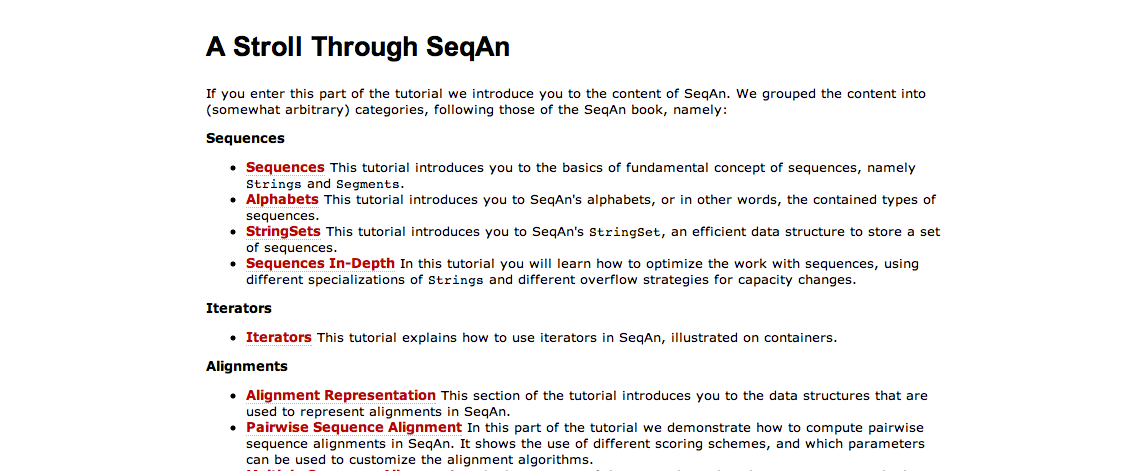 A Stroll Through SeqAn
If you enter this part of the tutorial we introduce you to the content of SeqAn. We grouped the content into
(somewhat arbitrary) categories, following those of the SeqAn book, namely:
Sequences
• Sequences This tutorial introduces you to the basics of fundamental concept of sequences, namely
Strings and Segments.
• Alphabets This tutorial introduces you to SeqAn's alphabets, or in other words, the contained types of
sequences.
• StringSets This tutorial introduces you to SeqAn's StringSet, an efficient data structure to store a set
of sequences.
• Sequences In-Depth In this tutorial you will learn how to optimize the work with sequences, using
different specializations of Strings and different overflow strategies for capacity changes.
Iterators
• Iterators This tutorial explains how to use iterators in SeqAn, illustrated on containers.
Alignments
• Alignment Representation This section of the tutorial introduces you to the data structures that are
used to represent alignments in SeqAn.
• Pairwise Sequence Alignment In this part of the tutorial we demonstrate how to compute pairwise
sequence alignments in SeqAn. It shows the use of different scoring schemes, and which parameters
can be used to customize the alignment algorithms.